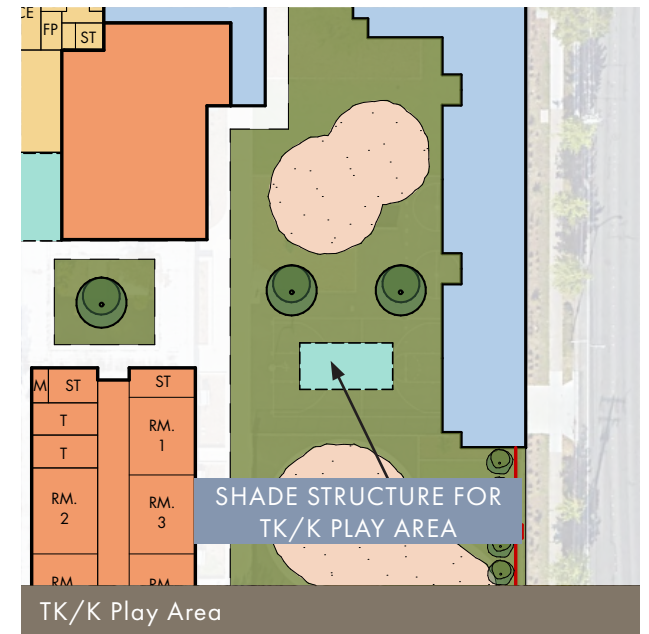 CE
FP
ST
M
ST
ST
T
T
RM.
1
RM.
2
RM.
3
RM.
RM.
SHADE STRUCTURE FOR
TK/K PLAY AREA
TK/K Play Area